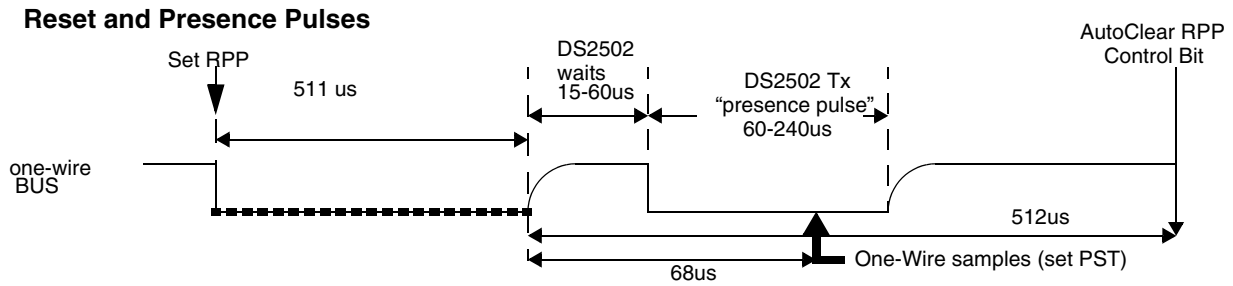 Reset and Presence Pulses
AutoClear RPP
Control Bit
Set RPP
DS2502
waits
15-60us
511 us
DS2502 Tx
“presence pulse”
60-240us
one-wire
BUS
512us
One-Wire samples (set PST)
68us